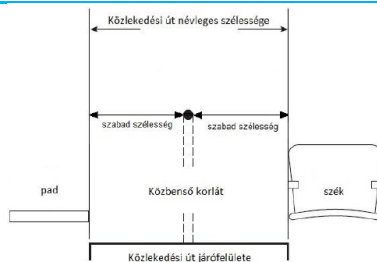 Közlekedési út névleges szélessége
szabad szélesség
szabad szélesség
pad
Közbenső korlát
szék
Közlekedési út járófelülete